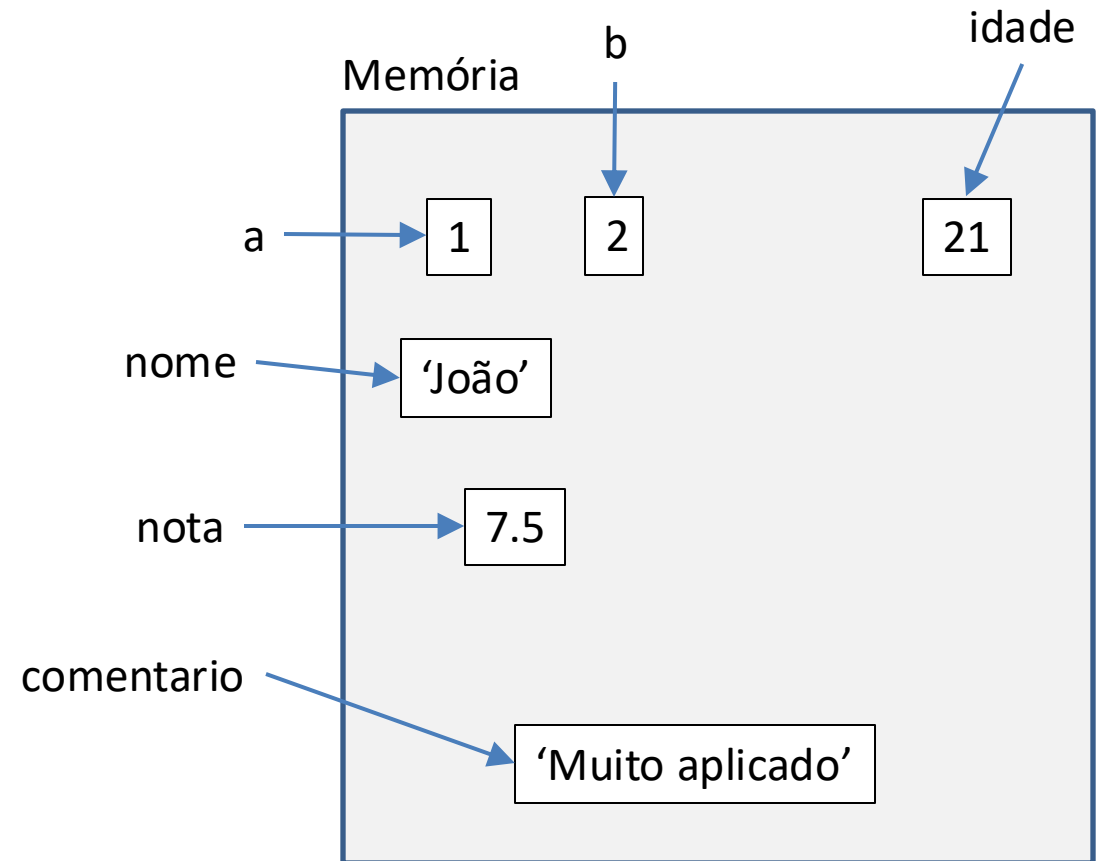 idade
b
Memória
a
1
2
21
nome
‘João’
nota
7.5
comentario
‘Muito aplicado’